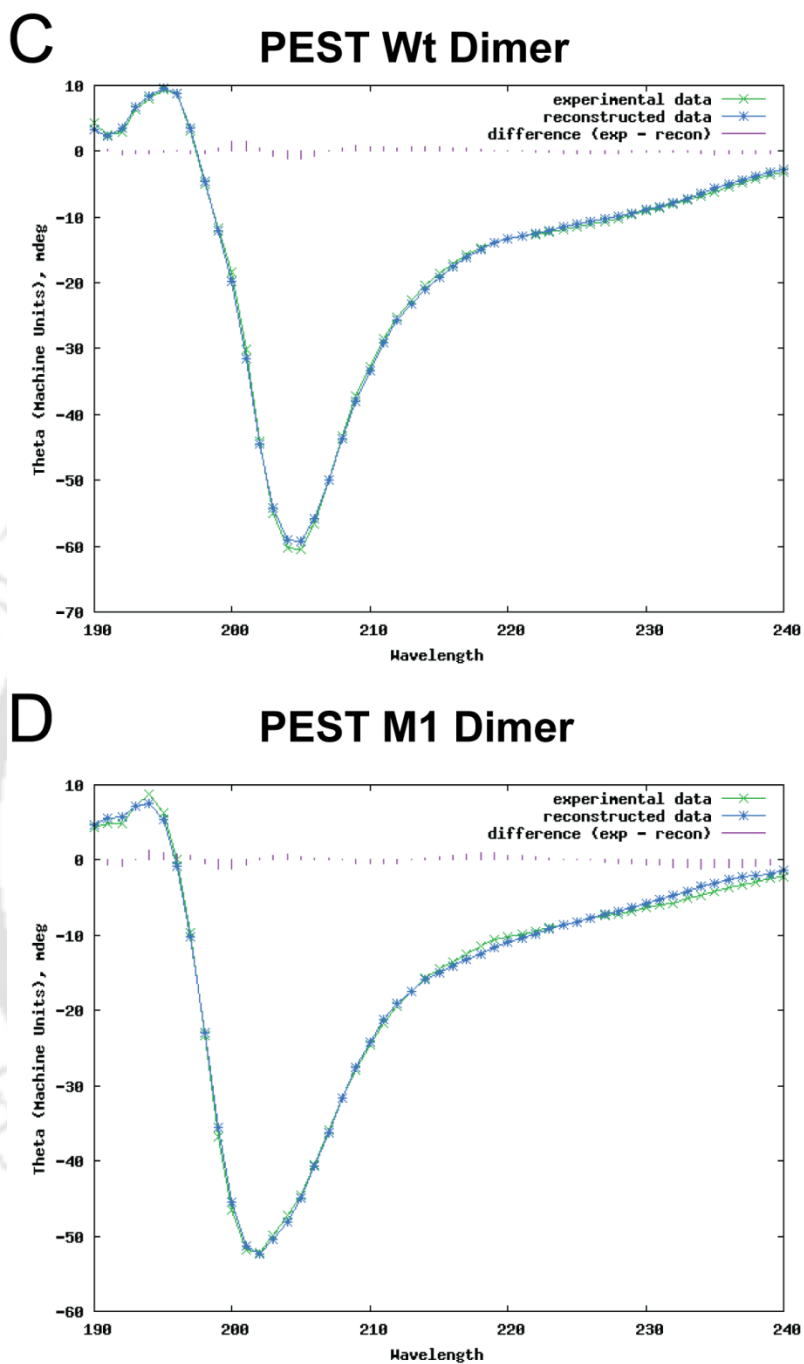 C
PEST Wt Dimer
10
0
-10
-20
-30
-40
-50
-60
-70
Theta (Machine Units), mdeg
experimental data
reconstructed data
difference (exp - recon)
190 200 210 220 230 240
Wavelength
D
PEST M1 Dimer
10
0
-10
-20
-30
-40
-50
-60
Theta (Machine Units), mdeg
experimental data
reconstructed data
difference (exp - recon)
190 200 210 220 230 240
Wavelength